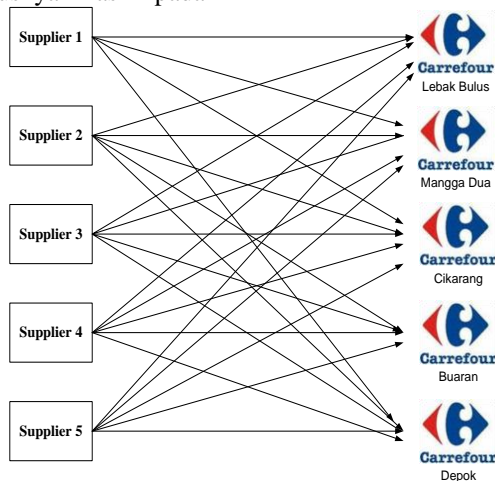 Supplier 1
Carrefour
Lebak Bulus
Supplier 2
Carrefour
Mangga Dua
Supplier 3
Carrefour
Cikarang
Supplier 4
Carrefour
Buaran
Supplier 5
Carrefour
Depok